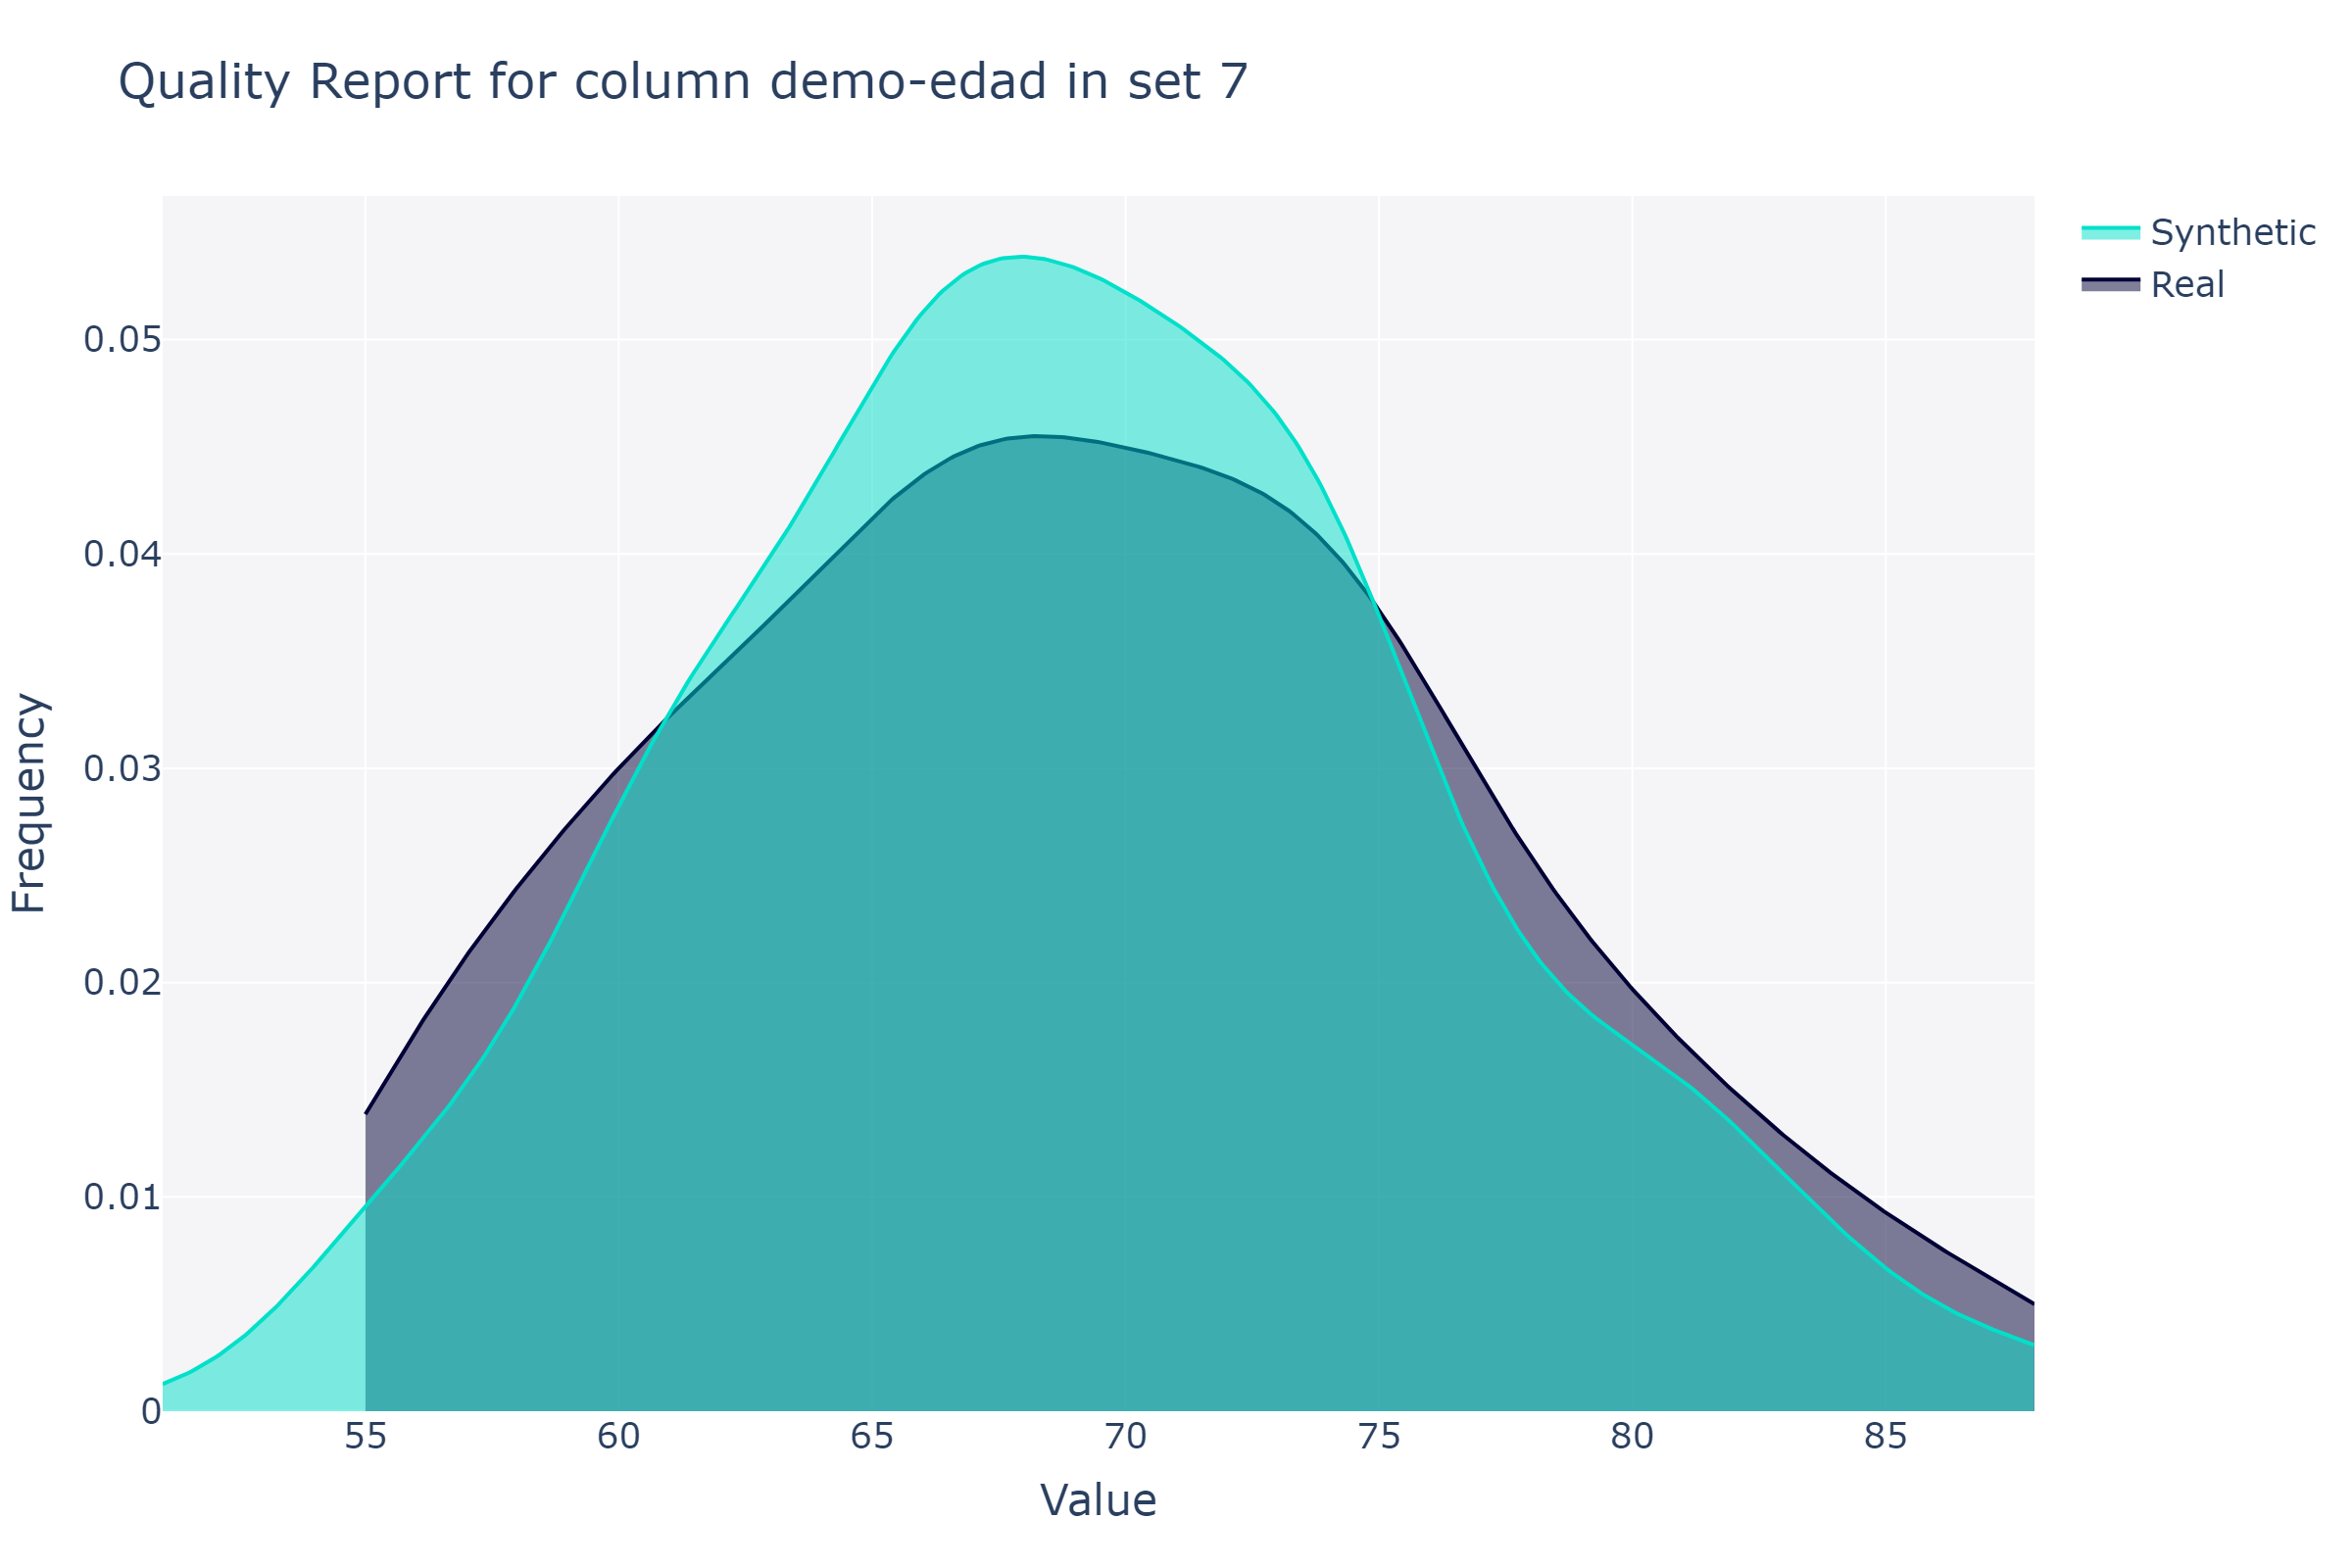 Quality Report for column demo-edad in set 7
Synthetic
Real
0.05
0.04
0.03
0.02
0.01
0
Frequency
55 60 65 70 75 80 85
Value